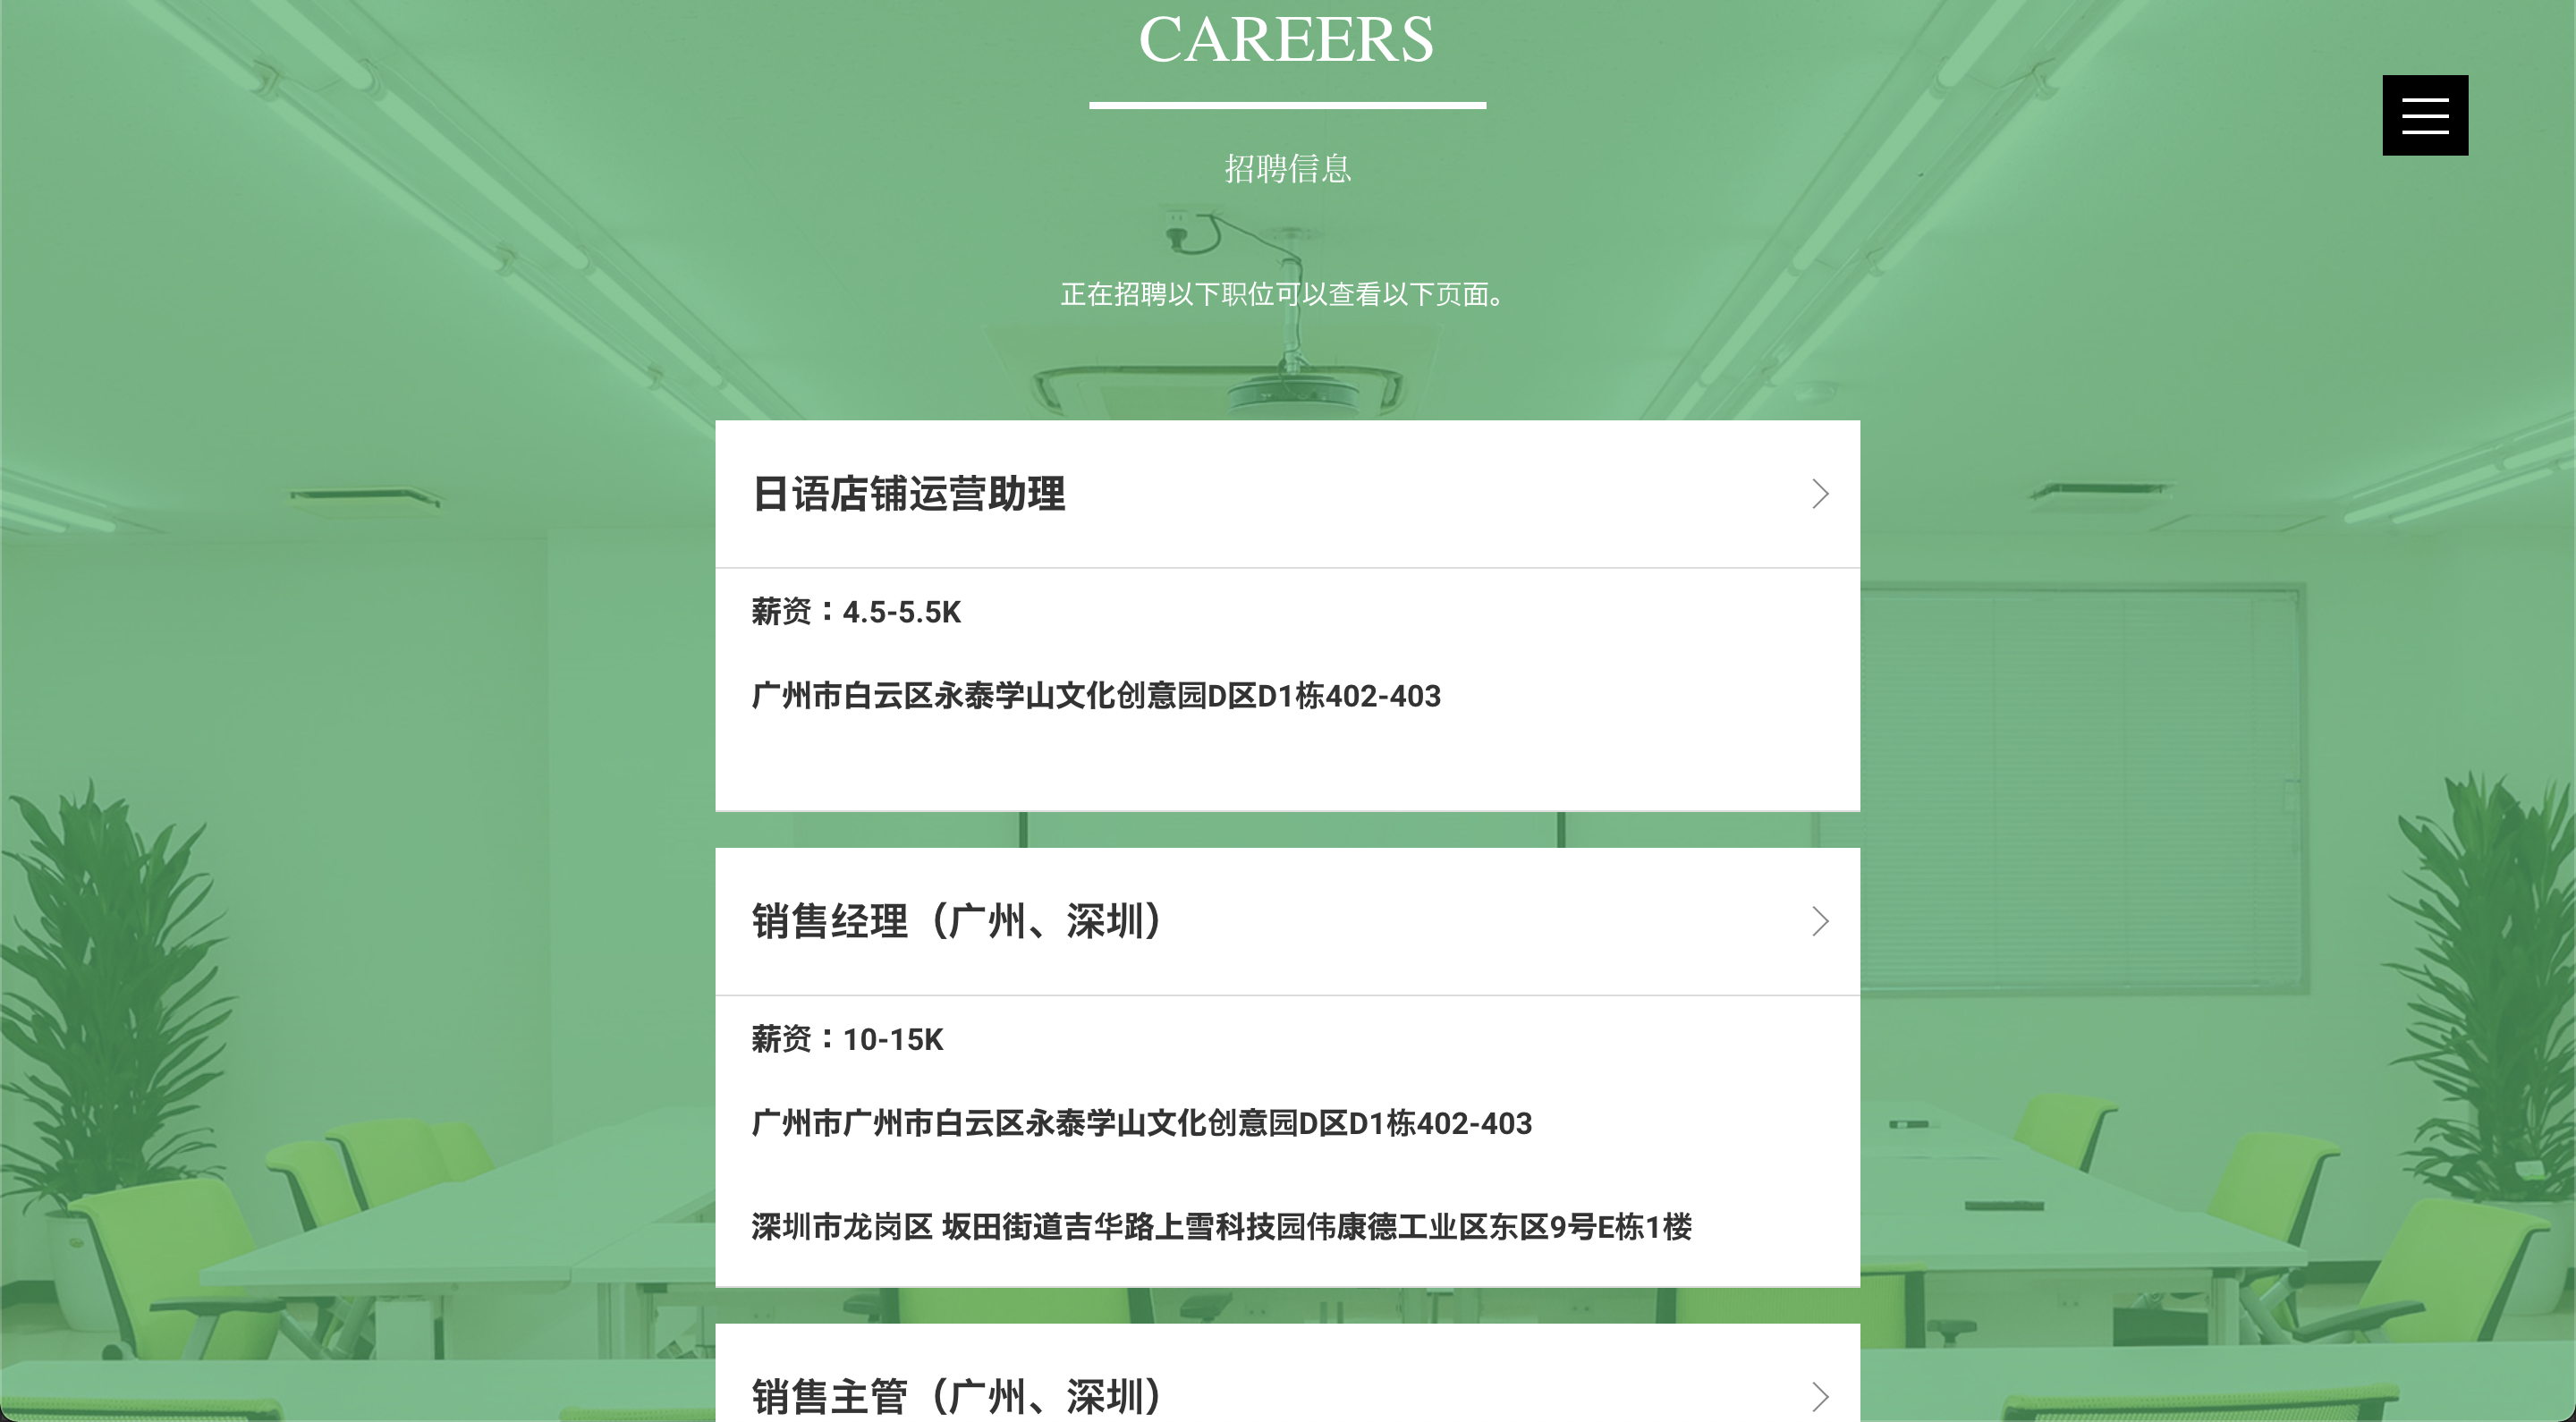 CAREERS
招聘信息
正在招聘以下职位可以查看以下页面。
日语店铺运营助理
薪资：4.5-5.5K
广州市白云区永泰学山文化创意园D区D1栋402-403
销售经理（广州、深圳）
薪资：10-15K
广州市广州市白云区永泰学山文化创意园D区D1栋402-403
深圳市龙岗区 坂田街道吉华路上雪科技园伟康德工业区东区9号E栋1楼
销售主管（广州、深圳）